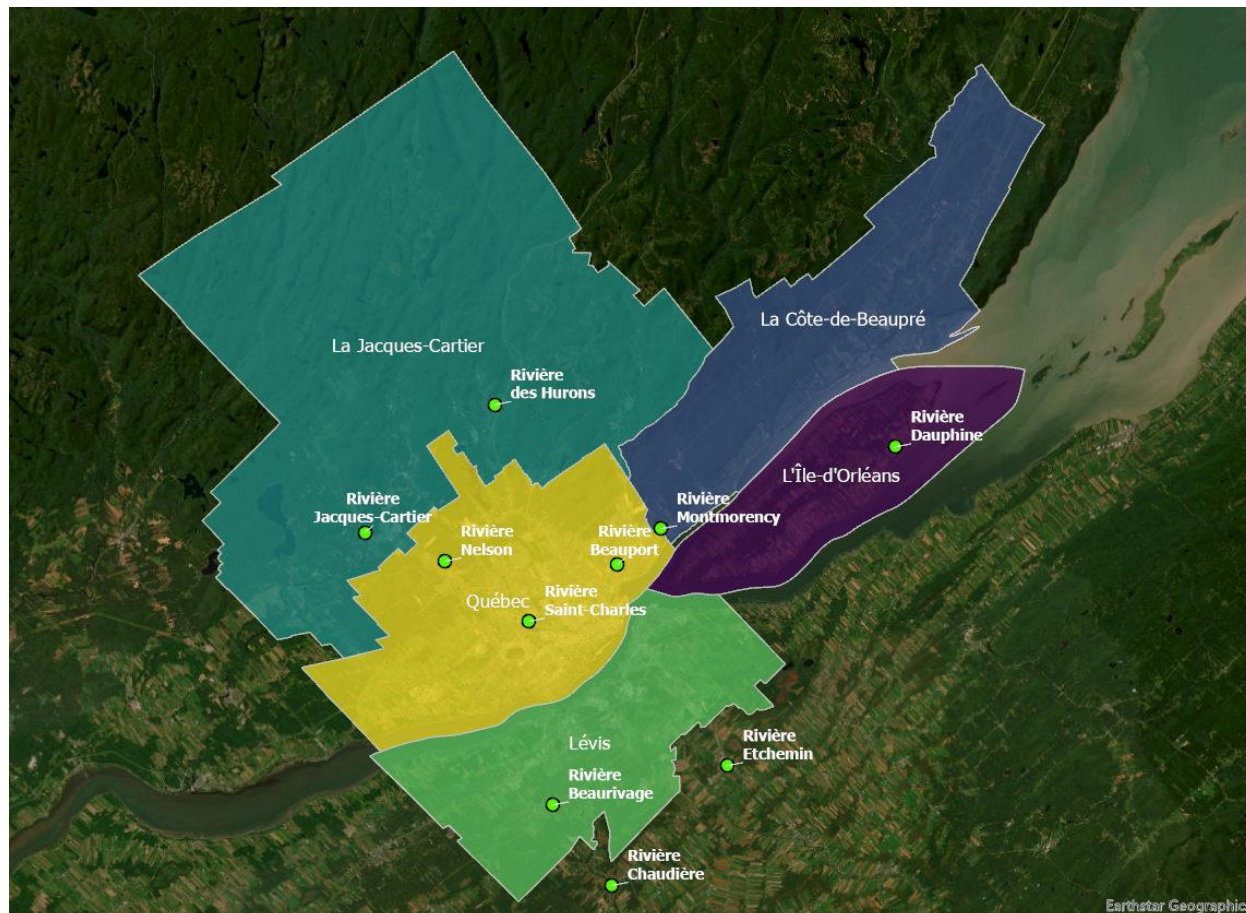 La Côte-de-Beaupré
La Jacques-Cartier
Rivière
des Hurons
Rivière
Dauphine
L'Île-d'Orléans
Rivière
Jacques-Cartier
Rivière
Montmorency
Rivière
Nelson
Rivière
Beauport
Québec
Rivière
Saint-Charles
Lévis
Rivière
Etchemin
Rivière
Beaurivage
Rivière
Chaudière
Earthstar Geographic